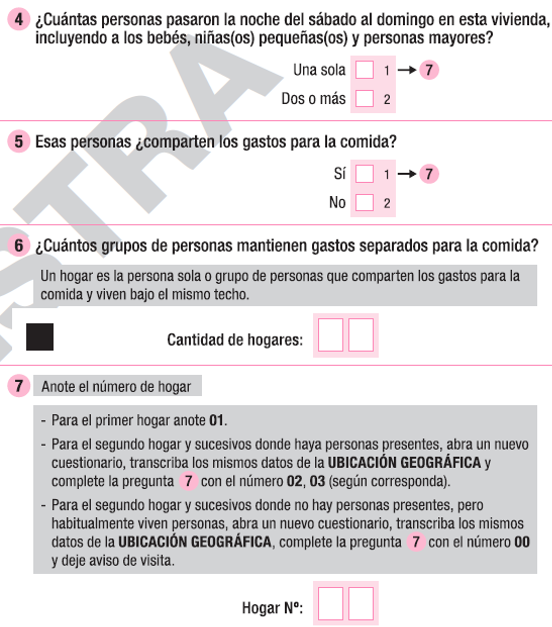 4 ¿Cuántas personas pasaron la noche del sábado al domingo en esta vivienda,
incluyendo a los bebés, niñas(os) pequeñas(os) y personas mayores?
Una sola 1 → 7
Dos o más 2
5 Esas personas ¿comparten los gastos para la comida?
Sí 1 → 7
No 2
6 ¿Cuántos grupos de personas mantienen gastos separados para la comida?
Un hogar es la persona sola o grupo de personas que comparten los gastos para la
comida y viven bajo el mismo techo.
Cantidad de hogares:
7 Anote el número de hogar
- Para el primer hogar anote 01.
- Para el segundo hogar y sucesivos donde haya personas presentes, abra un nuevo
cuestionario, transcriba los mismos datos de la UBICACIÓN GEOGRÁFICA y
complete la pregunta 7 con el número 02, 03 (según corresponda).
- Para el segundo hogar y sucesivos donde no hay personas presentes, pero
habitualmente viven personas, abra un nuevo cuestionario, transcriba los mismos
datos de la UBICACIÓN GEOGRÁFICA, complete la pregunta 7 con el número 00
y deje aviso de visita.
Hogar Nº:
STRA